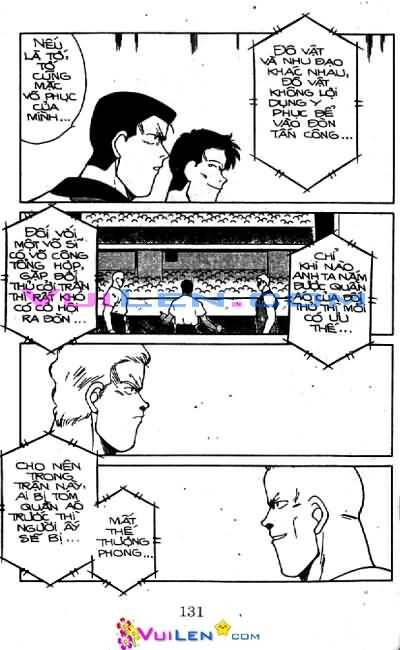 NẾU
LÀ TỚ,
TỚ
CŨNG
MẶC
VÕ PHỤC
CỦA
MÌNH...
ĐÔ VẬT
VÀ NHU ĐẠO
KHÁC NHAU,
ĐÔ VẬT
KHÔNG LỢI
DỤNG Y
PHỤC ĐỂ
VÀO ĐÒN
TẤN CÔNG...
ĐỐI VỚI
MỘT VÕ SĨ
CÓ VÕ CÔNG
TỔNG HỢP,
GẶP ĐỐI
THỦ CỞI TRẦN
THÌ RẤT KHÓ
CÓ CƠ HỘI
RA ĐÒN...
CHỈ
KHI NÀO
ANH TA NẮM
ĐƯỢC QUẦN
ÁO CỦA ĐỐI
THỦ THÌ MỚI
CÓ ƯU
THẾ...
VUILEN.COM
CHO NÊN
TRONG
TRẬN NÀY,
AI BỊ TÚM
QUẦN ÁO
TRƯỚC THÌ
NGƯỜI ẤY
SẼ BỊ...
MẤT
THẾ
THƯỢNG
PHONG...
131
VUILEN.COM